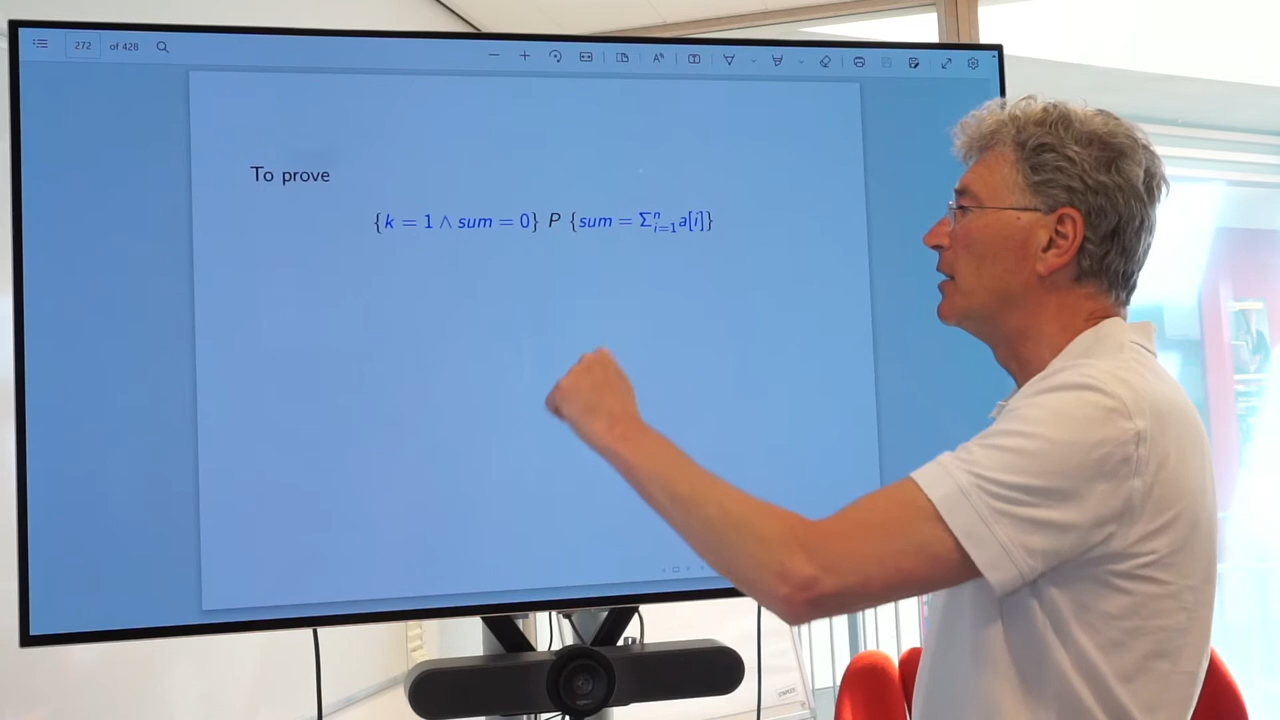 272 of 428
To prove
{k = 1 ∧ sum = 0} P {sum = Σⁿᵢ₌₁a[i]}